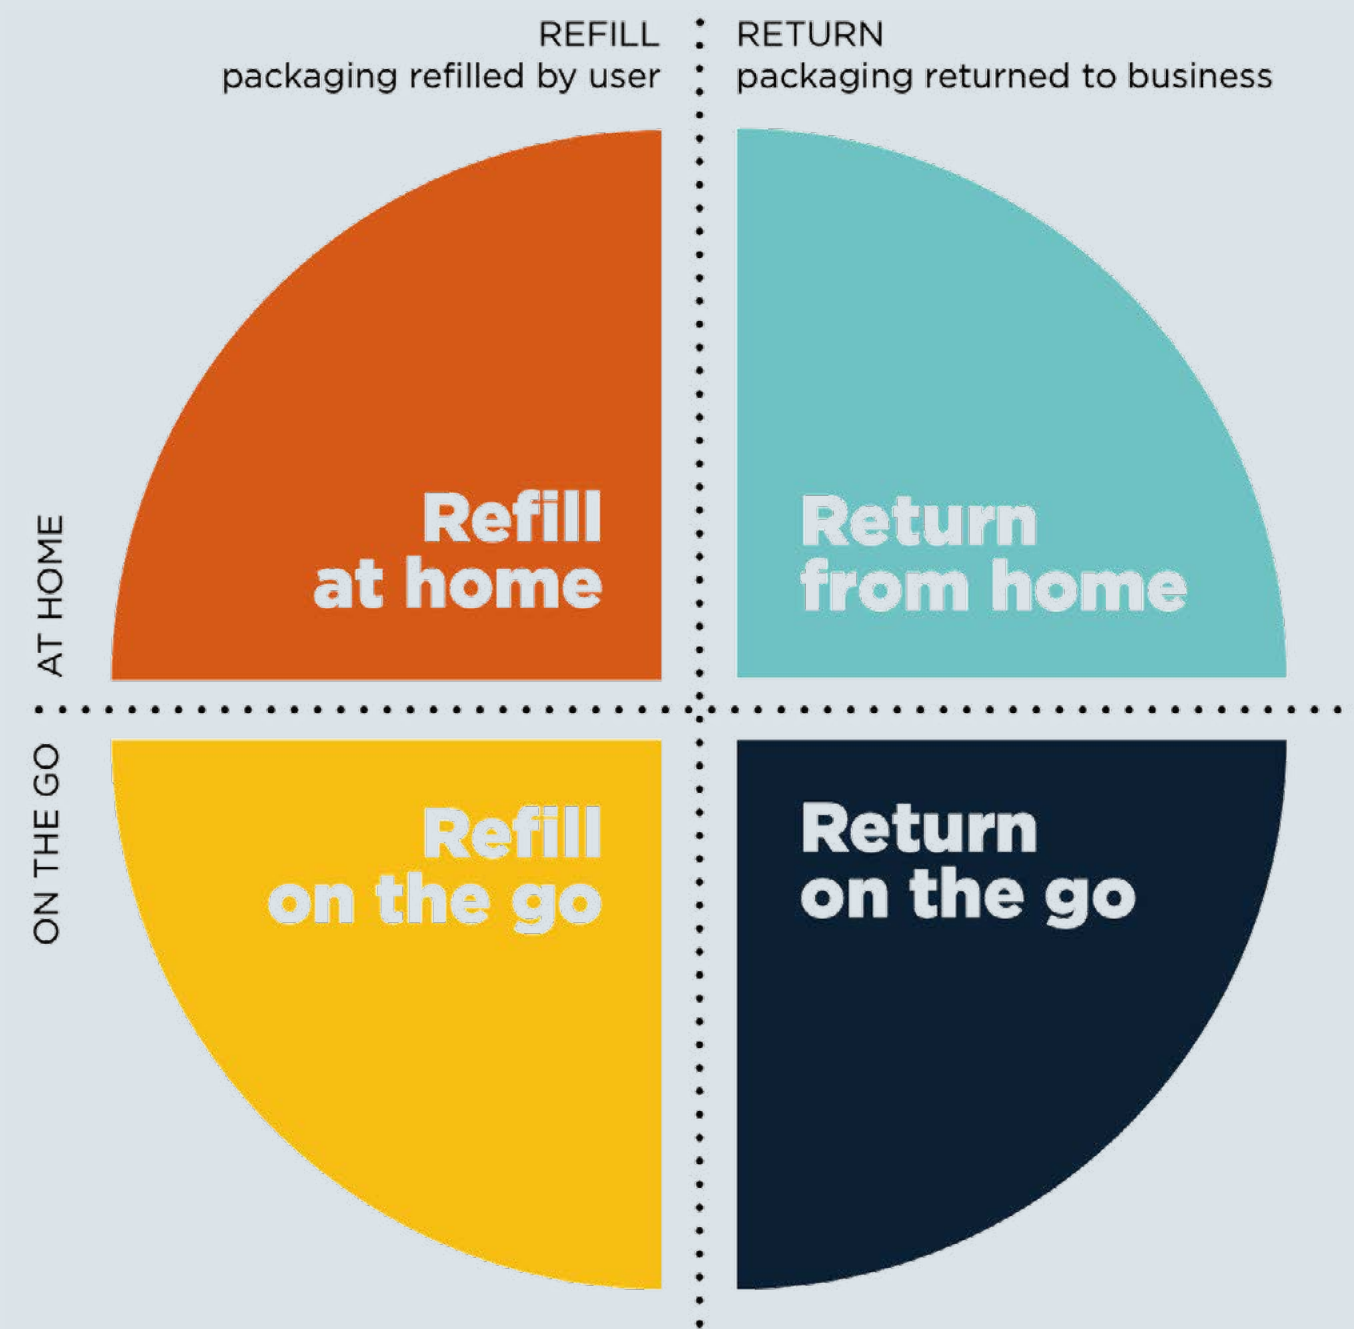 REFILL
packaging refilled by user
RETURN
packaging returned to business
AT HOME
Refill
at home
Return
from home
ON THE GO
Refill
on the go
Return
on the go